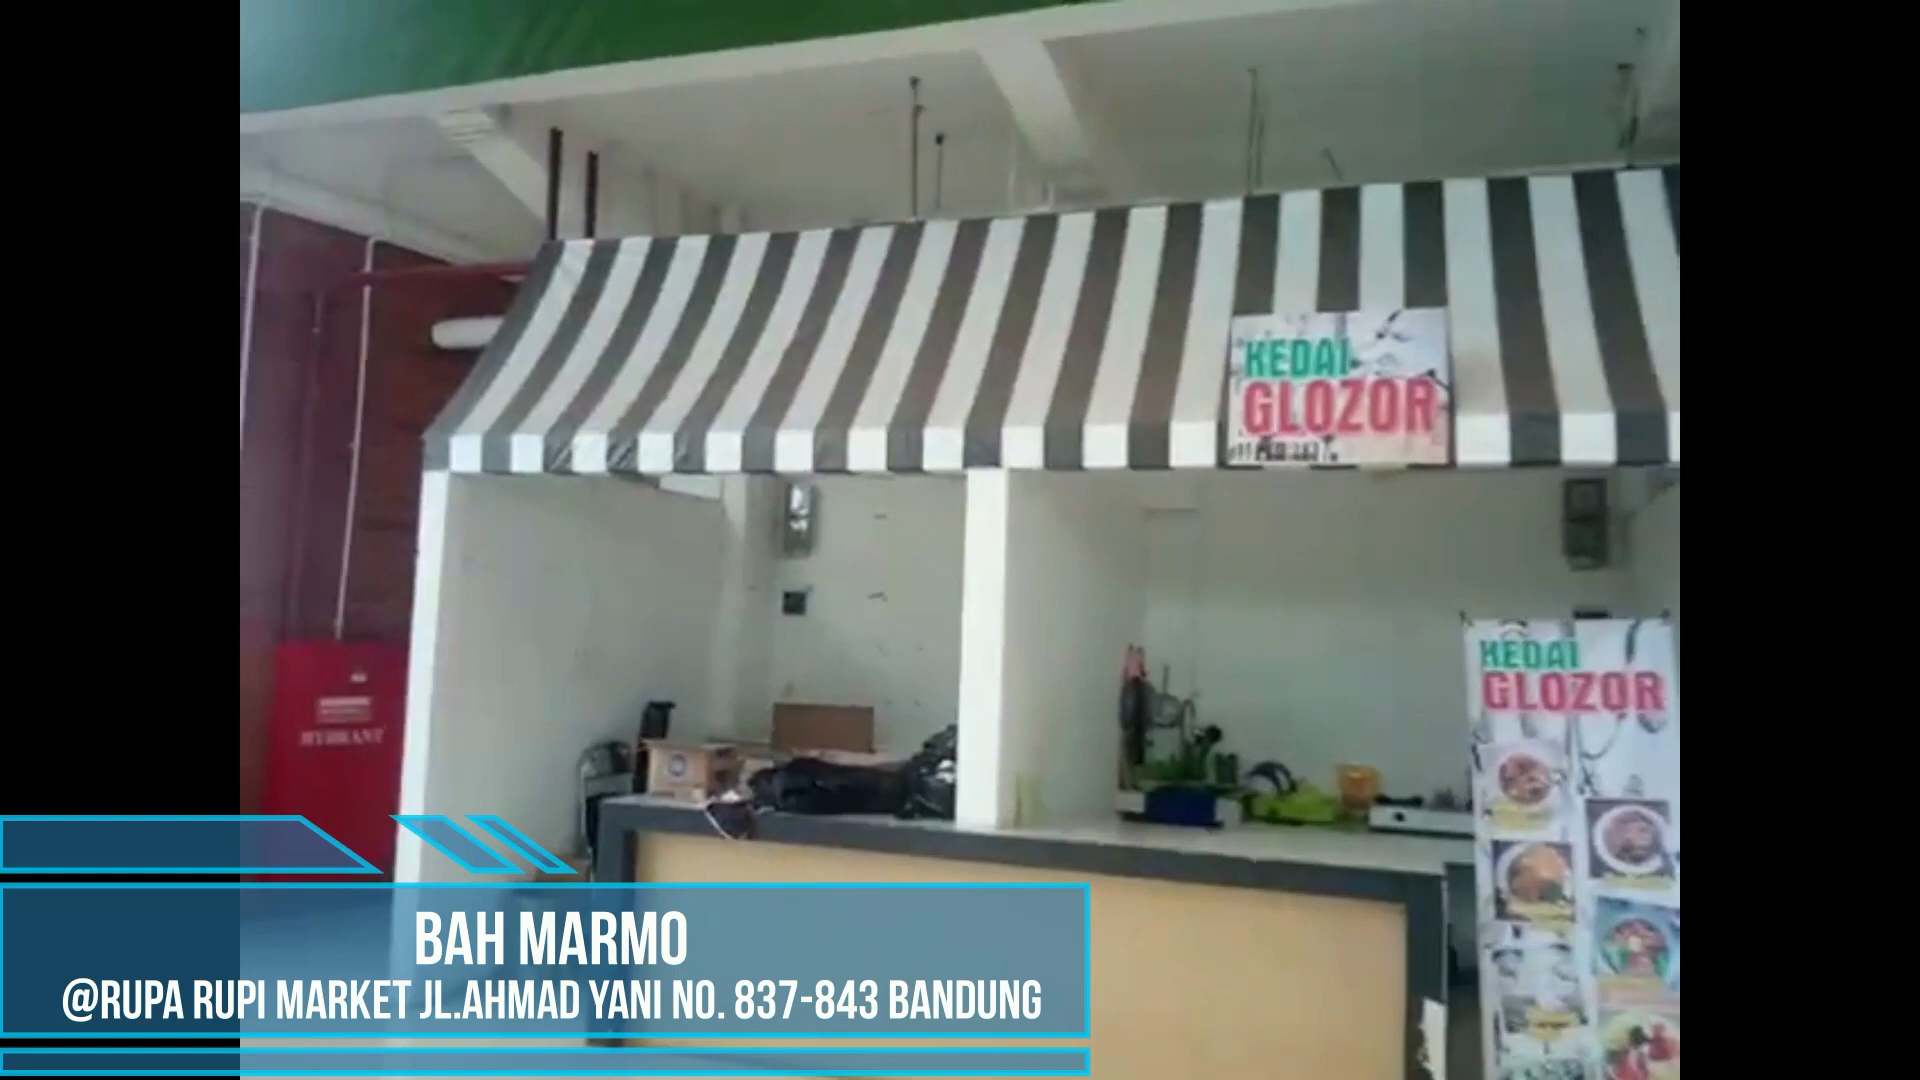 KEDAI
GLOZOR
HYDRANT
KEDAI
GLOZOR
BAH MARMO
@RUPA RUPI MARKET JL.AHMAD YANI NO. 837-843 BANDUNG